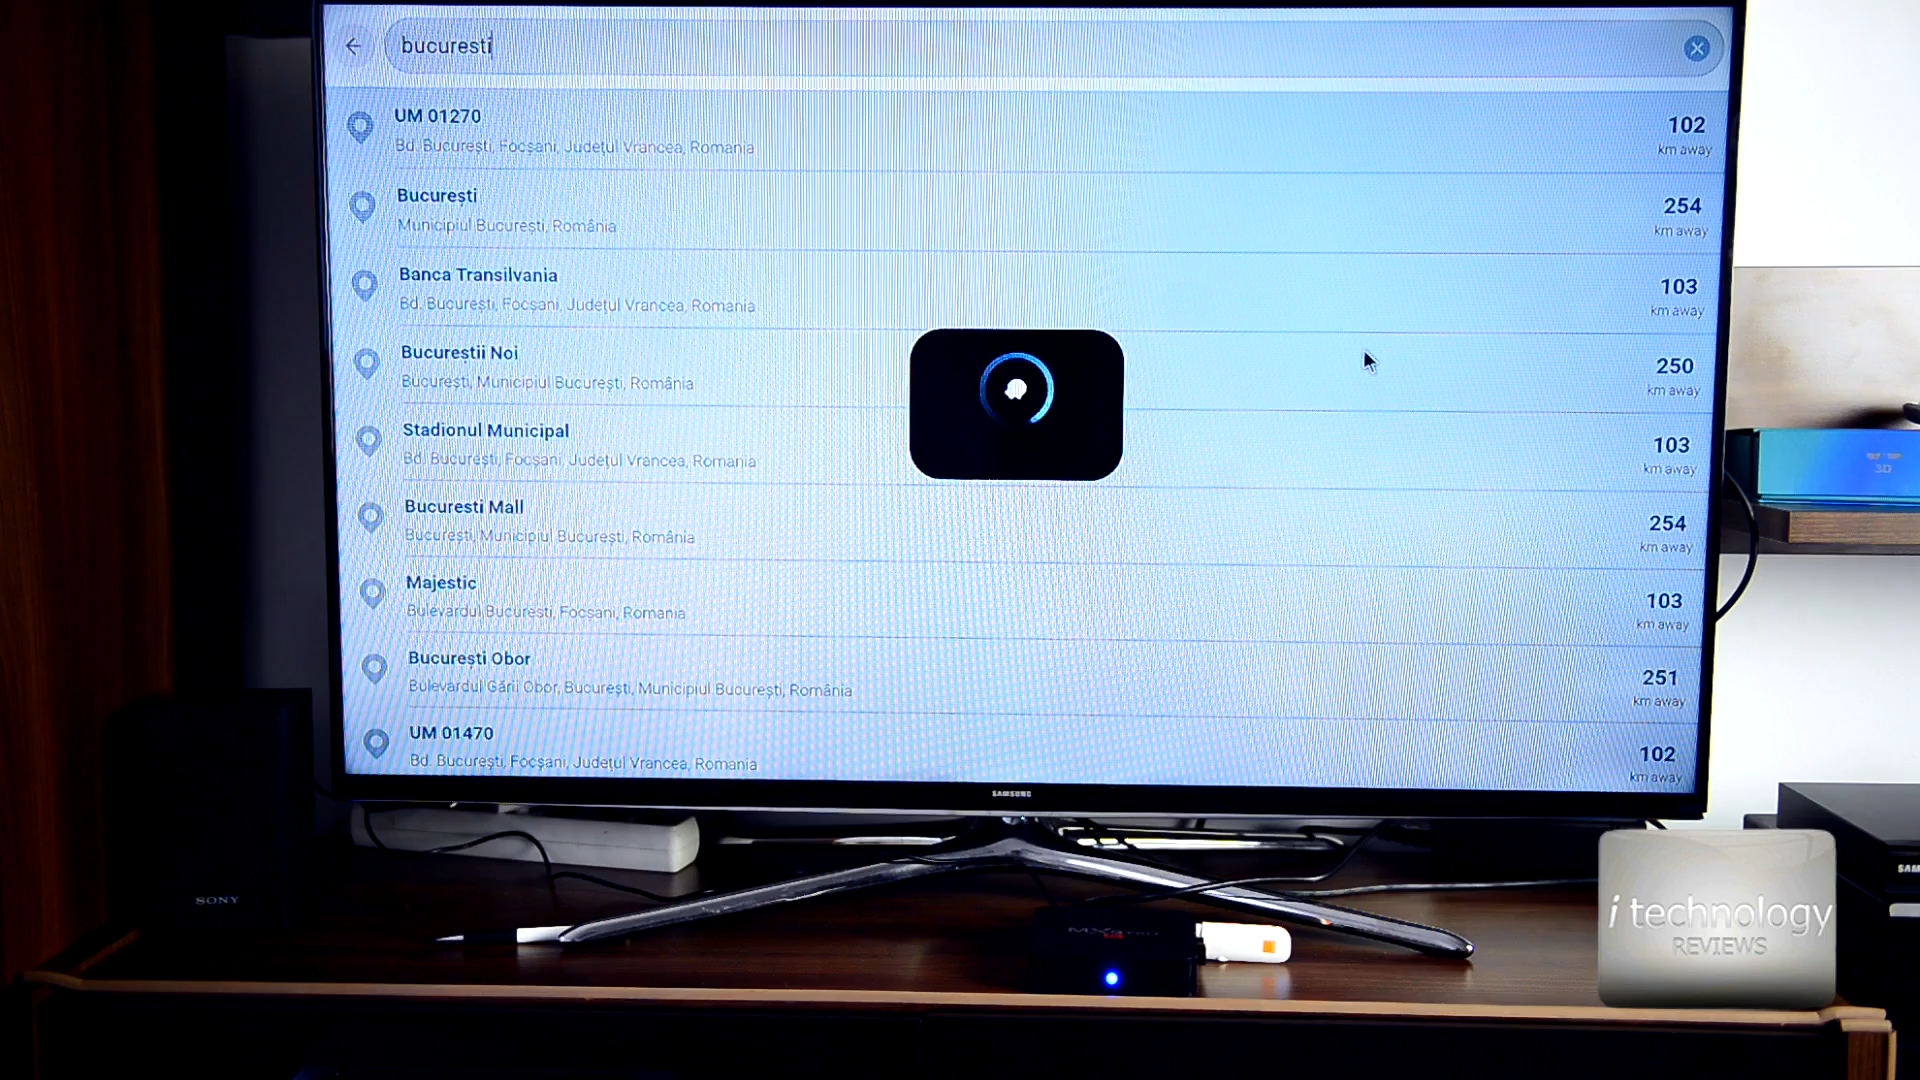 bucuresti
UM 01270
102
Bd. București, Focșani, Județul Vrancea, Romania
km away
București
254
Municipiul București, România
km away
Banca Transilvania
103
Bd. București, Focșani, Județul Vrancea, Romania
km away
Bucureștii Noi
250
București, Municipiul București, România
km away
Stadionul Municipal
103
Bd. București, Focșani, Județul Vrancea, Romania
km away
Bucuresti Mall
254
București, Municipiul București, România
km away
Majestic
103
Bulevardul București, Focșani, Romania
km away
București Obor
251
Bulevardul Gării Obor, București, Municipiul București, România
km away
UM 01470
102
Bd. București, Focșani, Județul Vrancea, Romania
km away
SAMSUNG
3D
SONY
SAM
i technology
REVIEWS